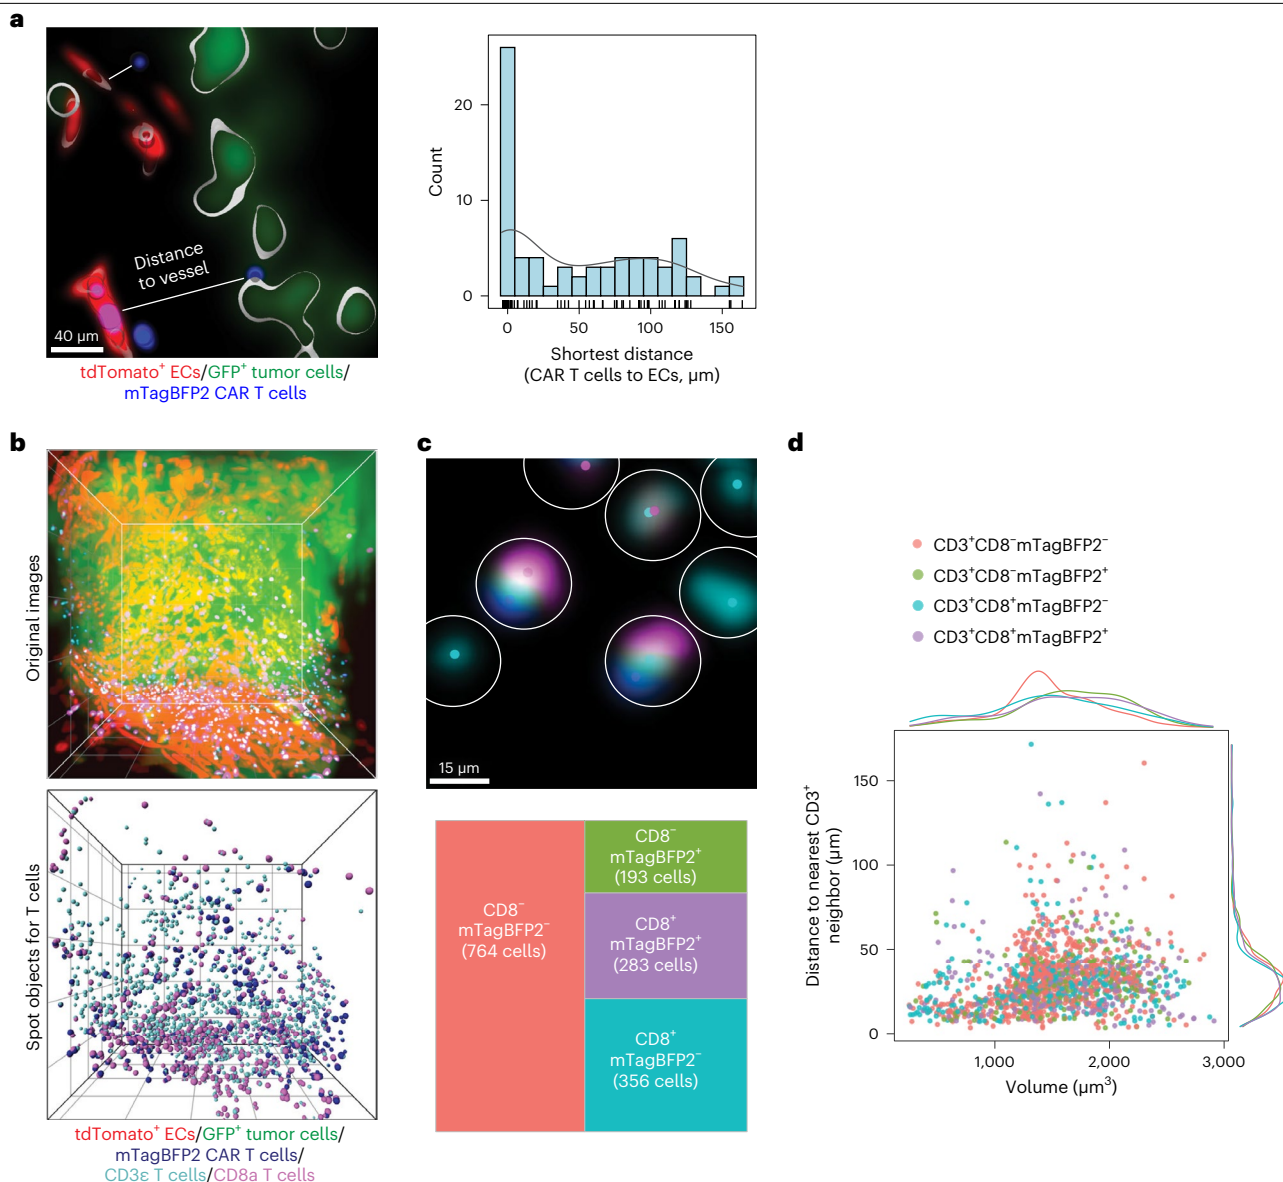 a
Distance
to vessel
40 µm
tdTomato⁺ ECs/GFP⁺ tumor cells/
mTagBFP2 CAR T cells
Count
20
10
0
0 50 100 150
Shortest distance
(CAR T cells to ECs, µm)
b
Original images
Spot objects for T cells
tdTomato⁺ ECs/GFP⁺ tumor cells/
mTagBFP2 CAR T cells/
CD3ε T cells/CD8a T cells
c
15 µm
CD8⁻
mTagBFP2⁻
(764 cells)
CD8⁻
mTagBFP2⁺
(193 cells)
CD8⁺
mTagBFP2⁺
(283 cells)
CD8⁺
mTagBFP2⁻
(356 cells)
d
CD3⁺CD8⁻mTagBFP2⁻
CD3⁺CD8⁻mTagBFP2⁺
CD3⁺CD8⁺mTagBFP2⁻
CD3⁺CD8⁺mTagBFP2⁺
Distance to nearest CD3⁺
neighbor (µm)
150
100
50
0
1,000 2,000 3,000
Volume (µm³)